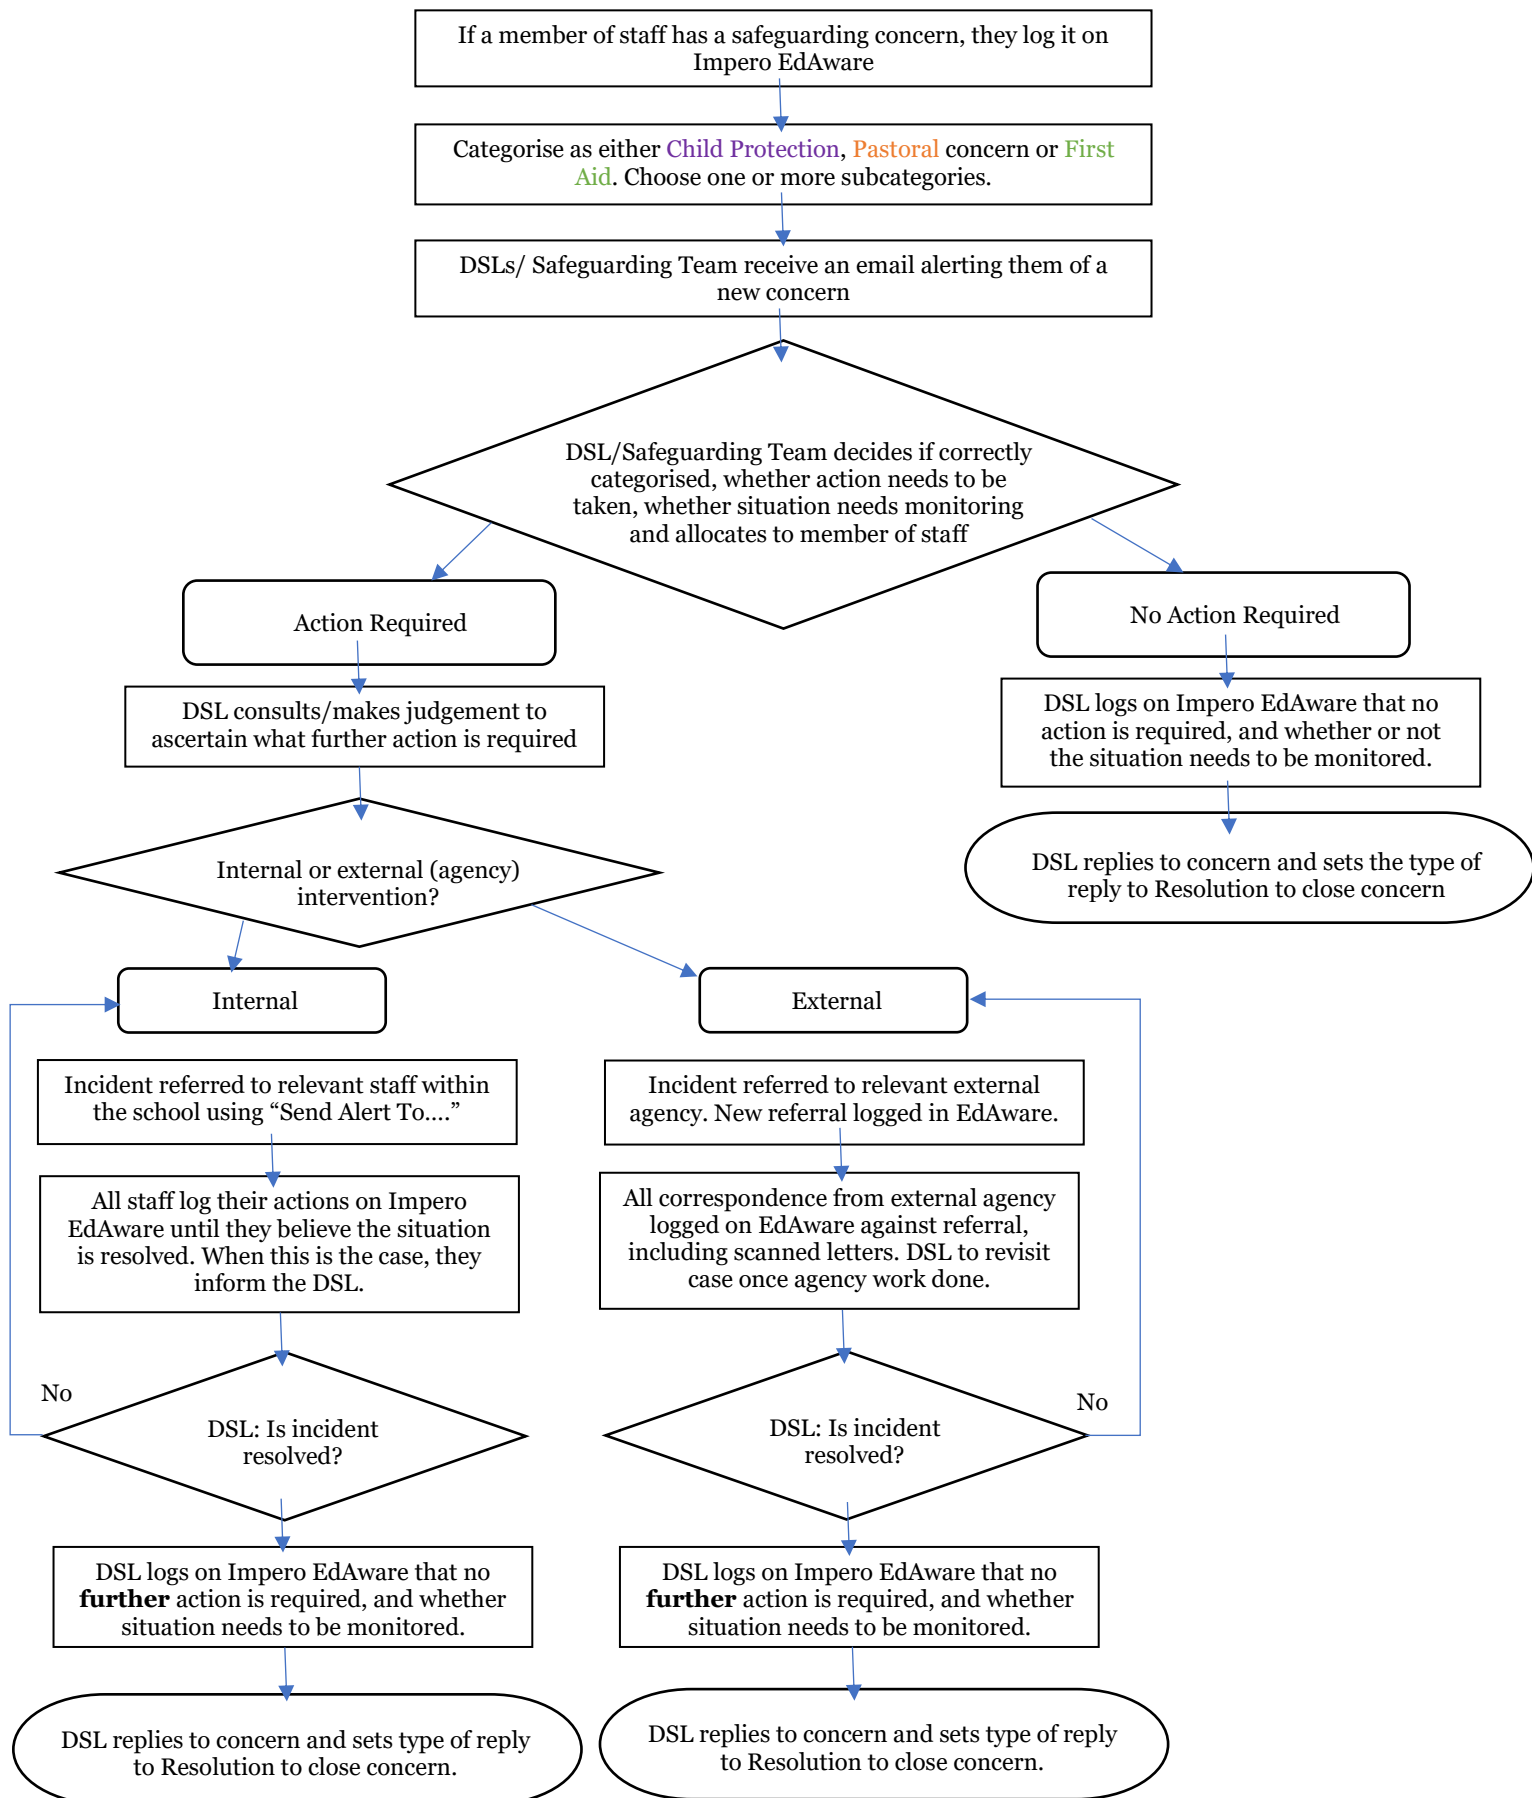 If a member of staff has a safeguarding concern, they log it on
Impero EdAware
Categorise as either Child Protection, Pastoral concern or First
Aid. Choose one or more subcategories.
DSLs/ Safeguarding Team receive an email alerting them of a
new concern
DSL/Safeguarding Team decides if correctly
categorised, whether action needs to be
taken, whether situation needs monitoring
and allocates to member of staff
Action Required
No Action Required
DSL consults/makes judgement to
ascertain what further action is required
DSL logs on Impero EdAware that no
action is required, and whether or not
the situation needs to be monitored.
Internal or external (agency)
intervention?
DSL replies to concern and sets the type of
reply to Resolution to close concern
Internal
External
Incident referred to relevant staff within
the school using “Send Alert To….”
Incident referred to relevant external
agency. New referral logged in EdAware.
All staff log their actions on Impero
EdAware until they believe the situation
is resolved. When this is the case, they
inform the DSL.
All correspondence from external agency
logged on EdAware against referral,
including scanned letters. DSL to revisit
case once agency work done.
No
DSL: Is incident
resolved?
No
DSL: Is incident
resolved?
DSL logs on Impero EdAware that no
further action is required, and whether
situation needs to be monitored.
DSL logs on Impero EdAware that no
further action is required, and whether
situation needs to be monitored.
DSL replies to concern and sets type of reply
to Resolution to close concern.
DSL replies to concern and sets type of reply
to Resolution to close concern.